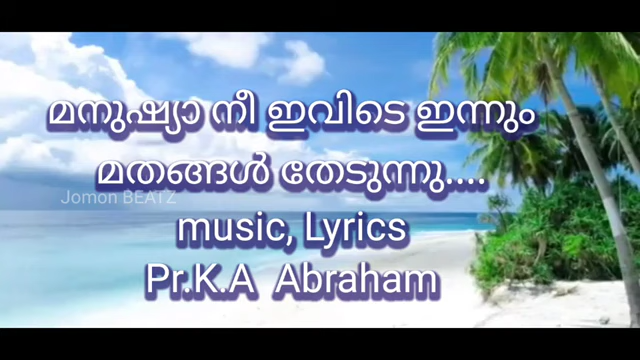 മനുഷ്യാ നീ ഇവിടെ ഇന്നും
മതങ്ങൾ തേടുന്നു....
Jomon BEATZ
music, Lyrics
Pr.K.A Abraham